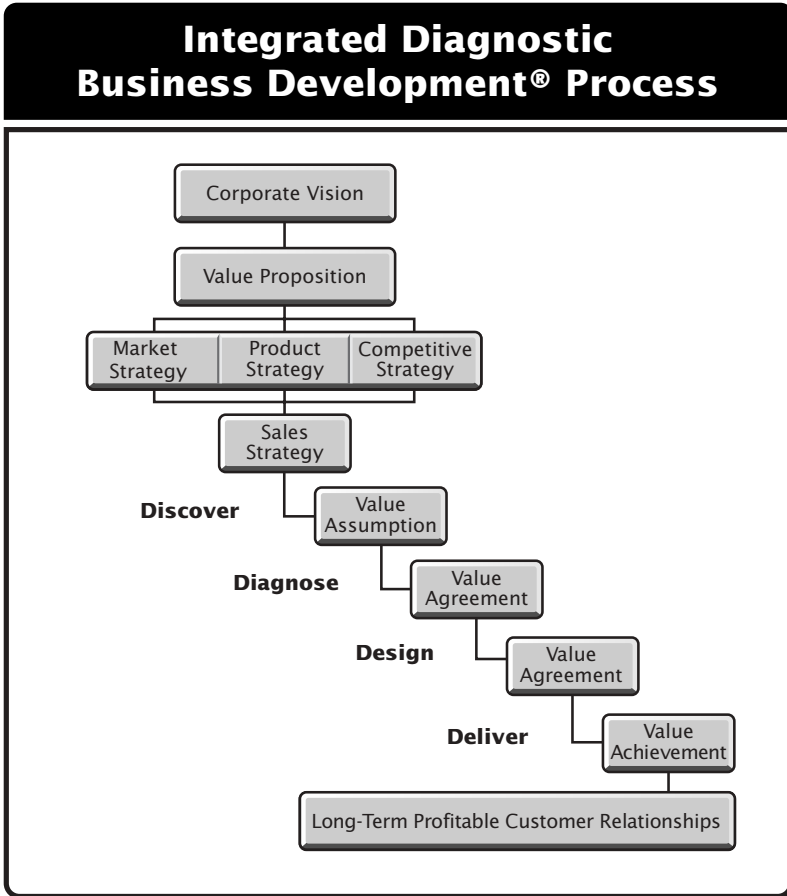 Integrated Diagnostic
Business Development® Process
Corporate Vision
Value Proposition
Market
Strategy
Product
Strategy
Competitive
Strategy
Sales
Strategy
Discover
Value
Assumption
Diagnose
Value
Agreement
Design
Value
Agreement
Deliver
Value
Achievement
Long-Term Profitable Customer Relationships